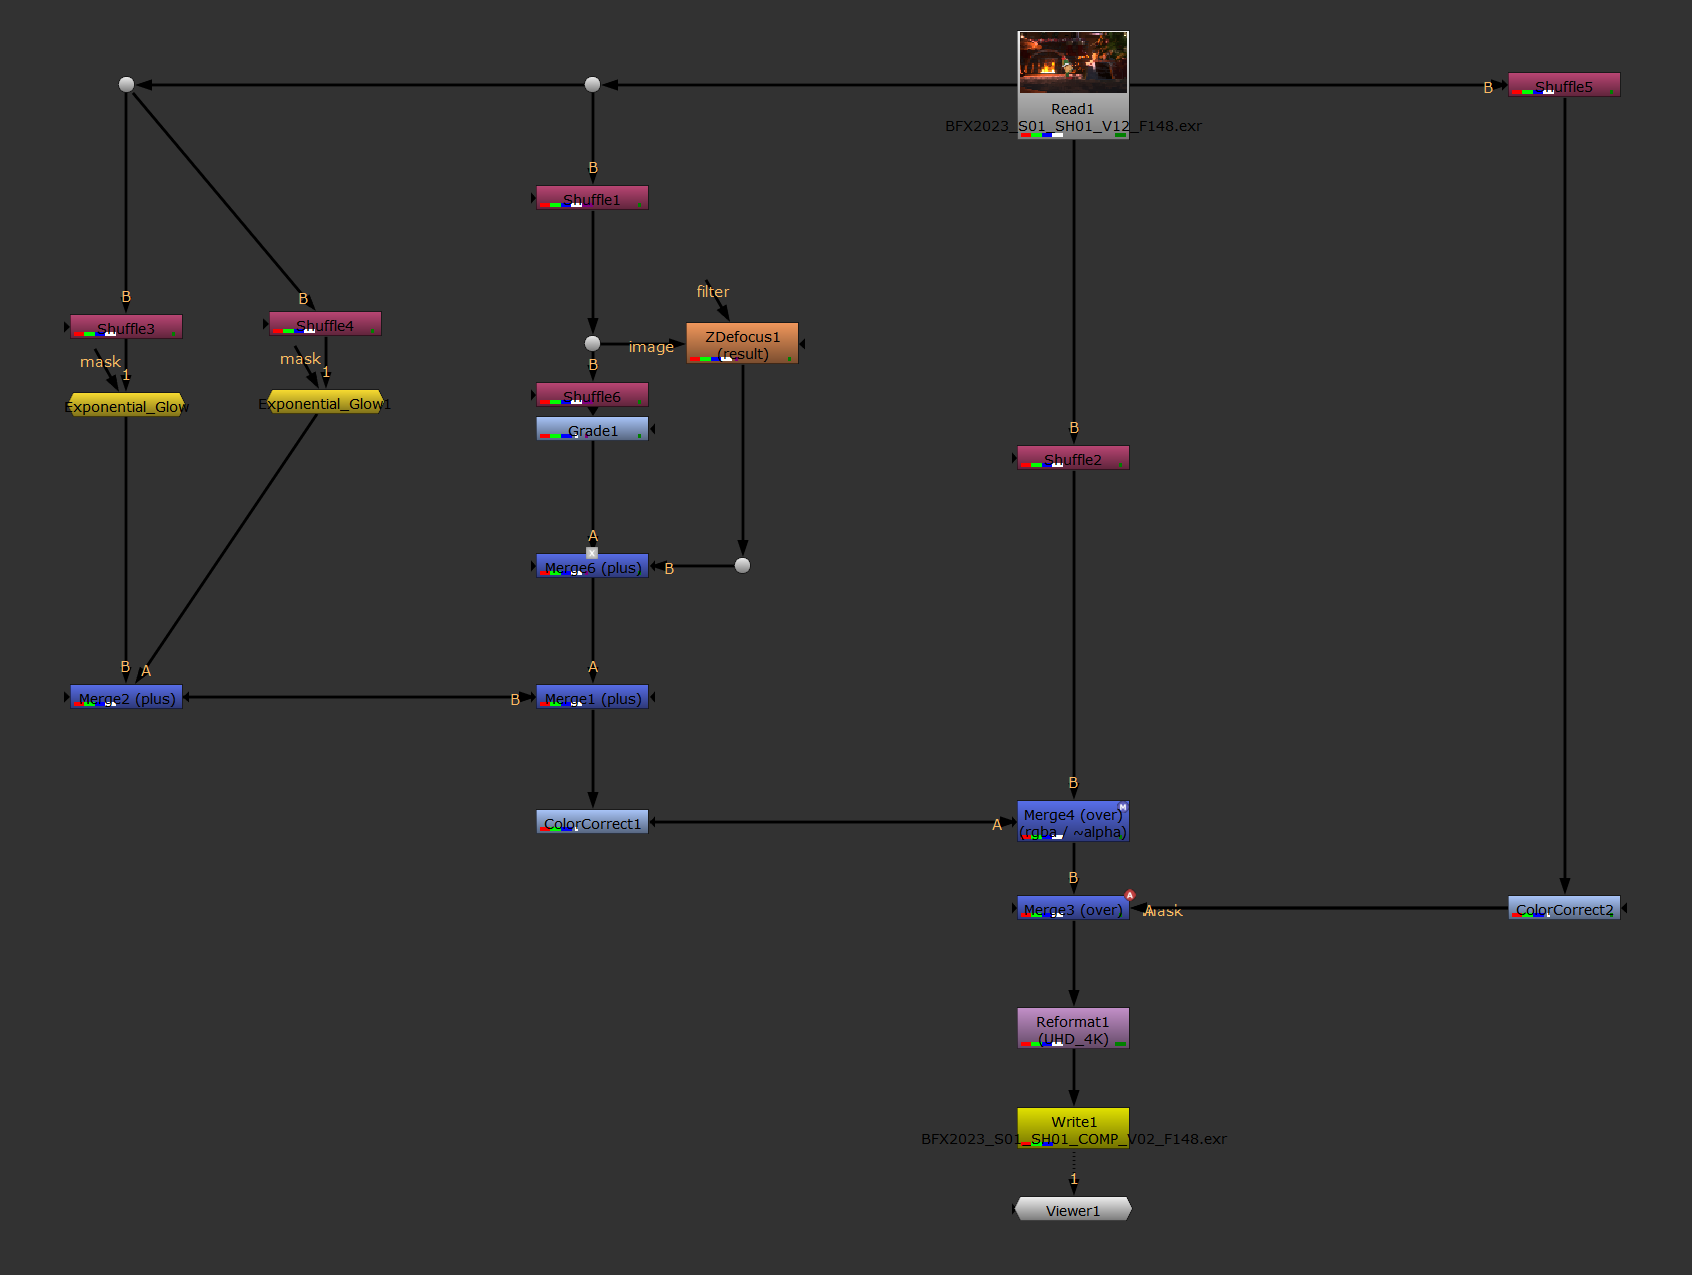 Read1
BFX2023_S01_SH01_V12_F148.exr
B
Shuffle5
B
Shuffle1
filter
B
B
Shuffle3
Shuffle4
ZDefocus1
(result)
image
mask
1
mask
1
B
Exponential_Glow
Exponential_Glow1
Shuffle6
Grade1
B
Shuffle2
A
X
Merge6 (plus)
B
B
A
A
Merge2 (plus)
B
Merge1 (plus)
B
ColorCorrect1
A
M
Merge4 (over)
(rgba / ~alpha)
B
A
Merge3 (over)
A
mask
ColorCorrect2
Reformat1
(UHD_4K)
Write1
BFX2023_S01_SH01_COMP_V02_F148.exr
1
Viewer1